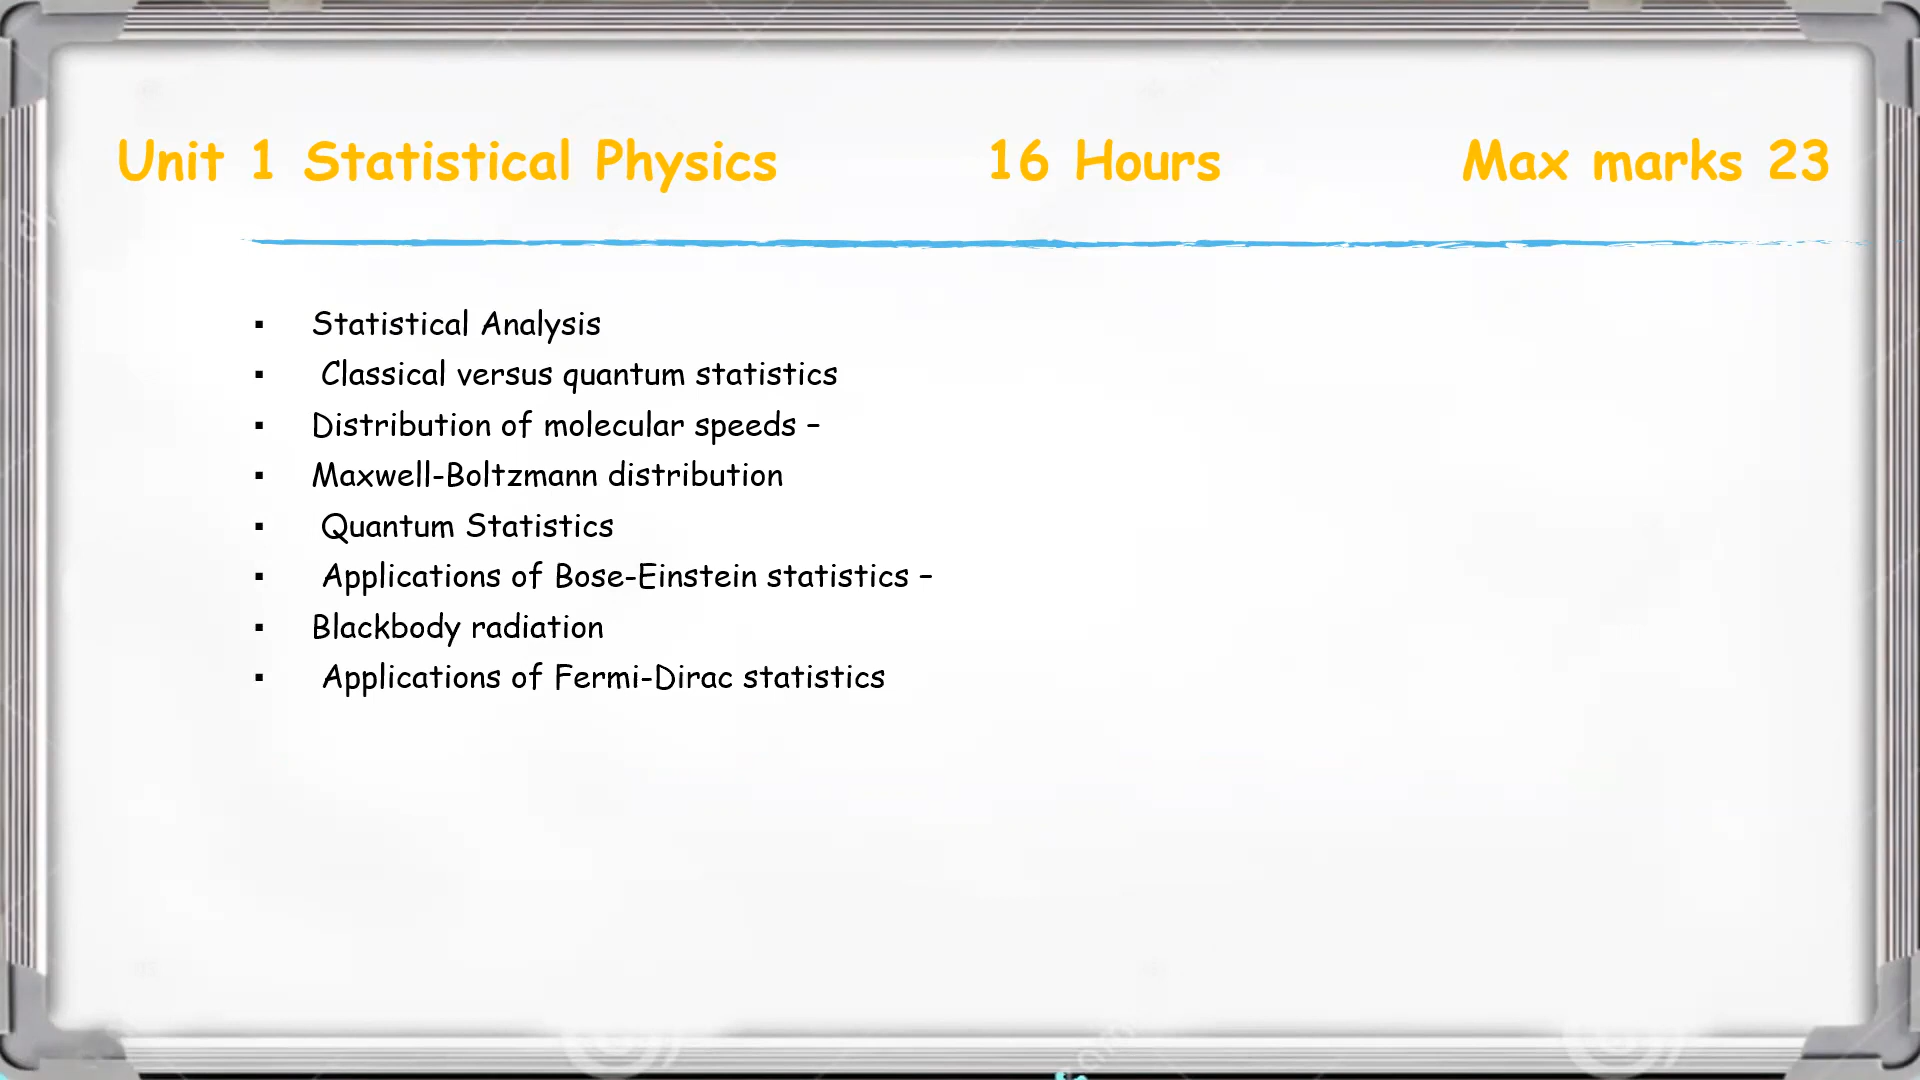 Unit 1 Statistical Physics 16 Hours Max marks 23
▪ Statistical Analysis
▪ Classical versus quantum statistics
▪ Distribution of molecular speeds –
▪ Maxwell-Boltzmann distribution
▪ Quantum Statistics
▪ Applications of Bose-Einstein statistics –
▪ Blackbody radiation
▪ Applications of Fermi-Dirac statistics